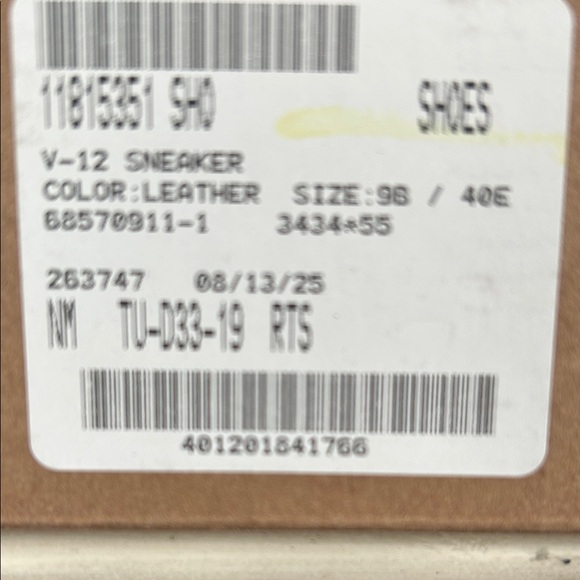 11815351 SHO SHOES
V-12 SNEAKER
COLOR:LEATHER SIZE:9B / 40E
68570911-1 3434*55
263747 08/13/25
NM TU-D33-19 RTS
401201841766